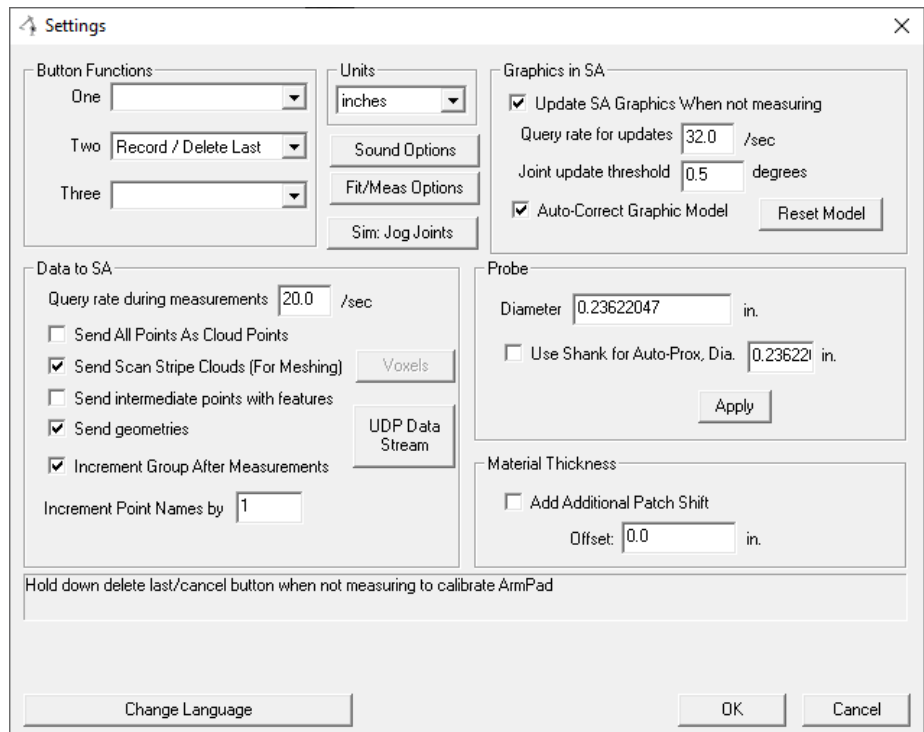 Settings
Button Functions
One
Two Record / Delete Last
Three
Units
inches
Sound Options
Fit/Meas Options
Sim: Jog Joints
Graphics in SA
Update SA Graphics When not measuring
Query rate for updates 32.0 /sec
Joint update threshold 0.5 degrees
Auto-Correct Graphic Model Reset Model
Data to SA
Query rate during measurements 20.0 /sec
Send All Points As Cloud Points
Send Scan Stripe Clouds (For Meshing) Voxels
Send intermediate points with features
Send geometries
UDP Data
Stream
Increment Group After Measurements
Increment Point Names by 1
Probe
Diameter 0.23622047 in.
Use Shank for Auto-Prox, Dia. 0.23622 in.
Apply
Material Thickness
Add Additional Patch Shift
Offset: 0.0 in.
Hold down delete last/cancel button when not measuring to calibrate ArmPad
Change Language
OK
Cancel